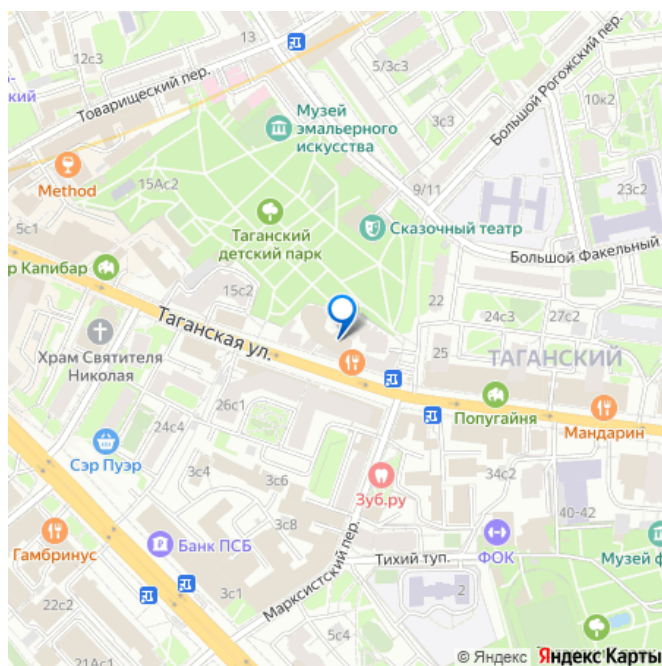 12с3
13
5/3с3
Большой Рогожский пер.
10к2
ский
Товарищеский пер.
Музей
эмальерного
искусства
3с3
Method
15Ас2
9/11
23с2
5с1
Таганский
детский парк
Сказочный театр
Большой Факельный
р Капибар
15с2
22
24с3
27с2
Таганская ул.
Храм Святителя
Николая
25
ТАГАНСКИЙ
26с1
Попугайня
Мандарин
24с4
Сэр Пуэр
3с4
3с6
Зуб.ру
34с2
40-42
3с8
Гамбринус
Банк ПСБ
Марксистский пер.
Тихий туп.
ФОК
Музей ф
3с1
2
22с2
5с4
21Ас1
© Яндекс Яндекс Карты